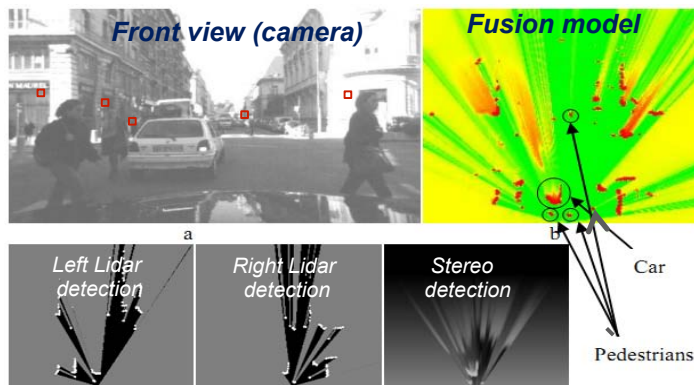 Front view (camera)
Fusion model
a
b
Left Lidar
detection
Right Lidar
detection
Stereo
detection
Car
Pedestrians